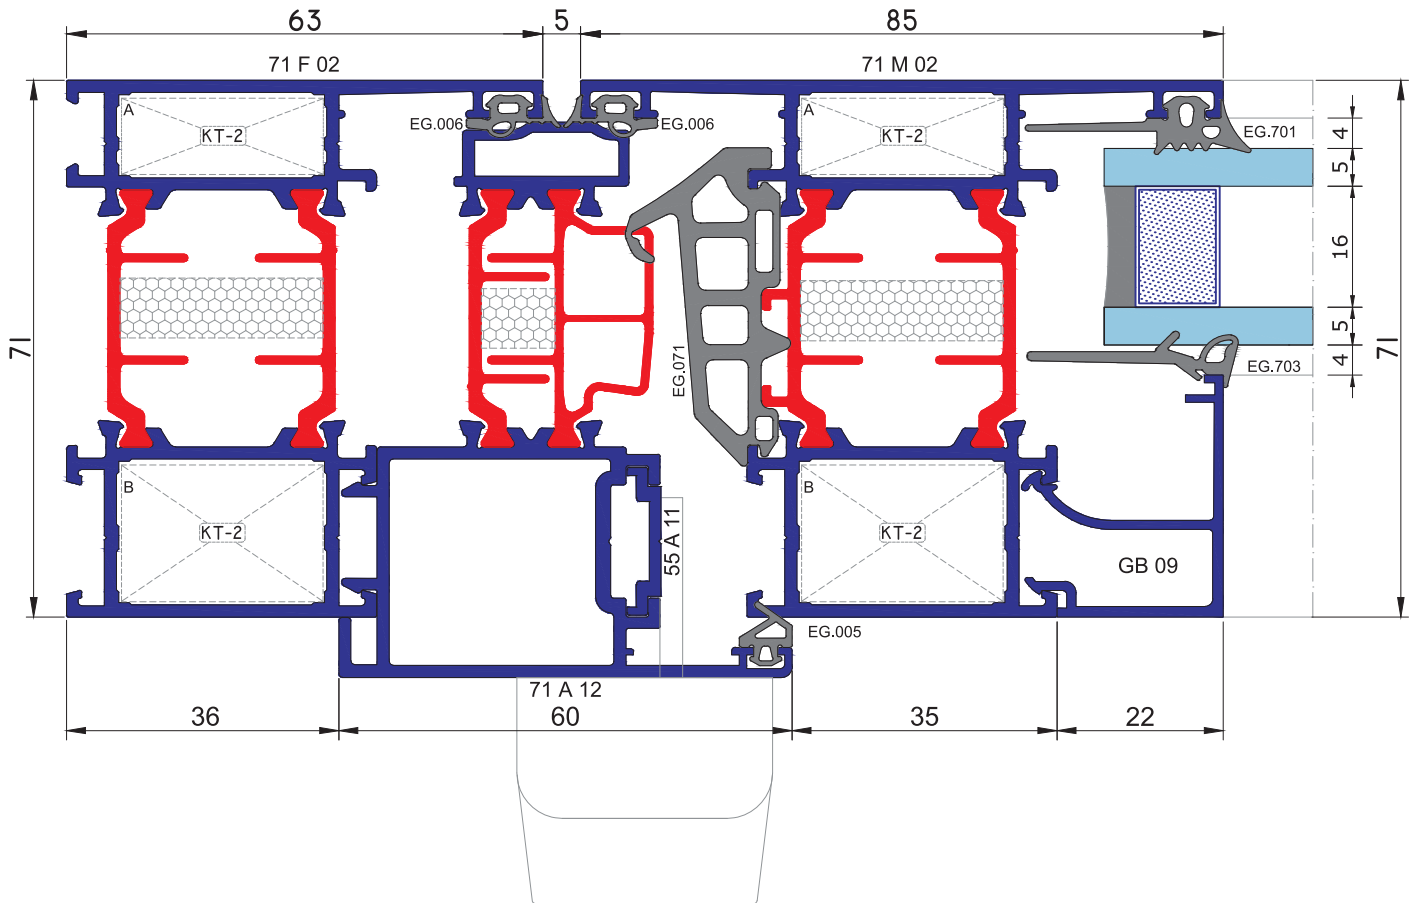 63 5 85
71 F 02 71 M 02
A KT-2 EG.006 EG.006 A KT-2 EG.701
4
5
16
5
4
71 71
EG.071
EG.703
B KT-2 55 A 11 B KT-2
GB 09
EG.005
71 A 12
36 60 35 22